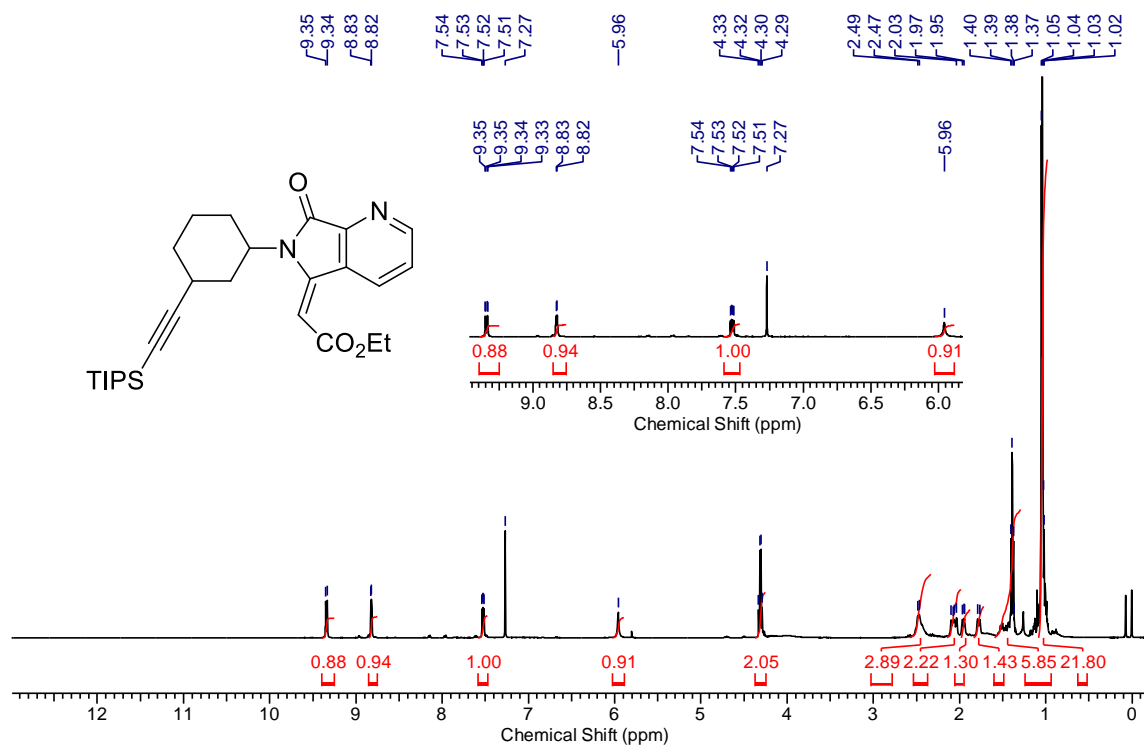 9.35 9.34 8.83 8.82 7.54 7.53 7.52 7.51 7.27 5.96 4.33 4.32 4.30 4.29 2.49 2.47 2.03 1.97 1.95 1.40 1.39 1.38 1.37 1.05 1.04 1.03 1.02
9.35 9.35 9.34 9.33 8.83 8.82 7.54 7.53 7.52 7.51 7.27 5.96
O
N
N
CO2Et
TIPS
0.88 0.94 1.00 0.91
9.0 8.5 8.0 7.5 7.0 6.5 6.0
Chemical Shift (ppm)
0.88 0.94 1.00 0.91 2.05 2.89 2.22 1.30 1.43 5.85 21.80
12 11 10 9 8 7 6 5 4 3 2 1 0
Chemical Shift (ppm)